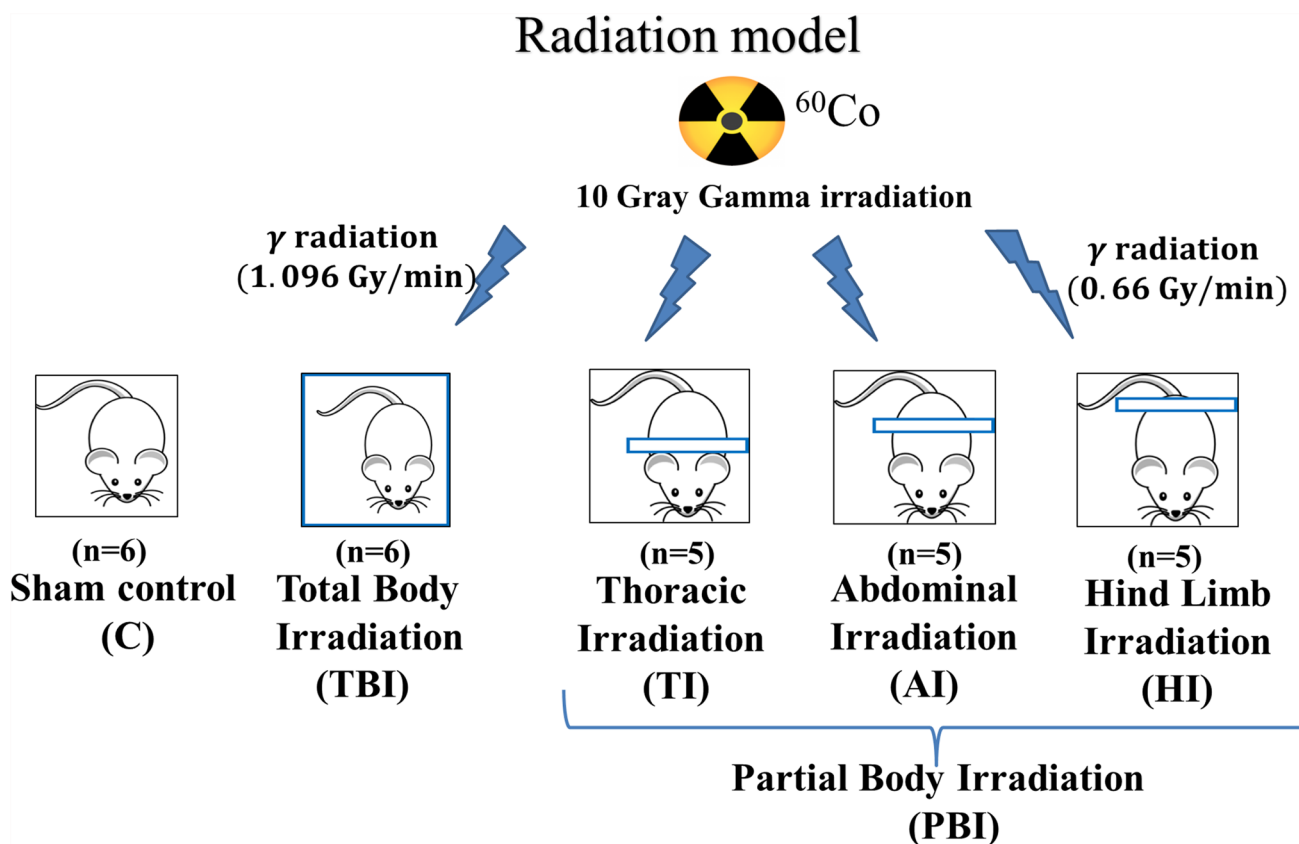 Radiation model
⁶⁰Co
10 Gray Gamma irradiation
γ radiation
(1.096 Gy/min)
γ radiation
(0.66 Gy/min)
(n=6)
Sham control
(C)
(n=6)
Total Body
Irradiation
(TBI)
(n=5)
Thoracic
Irradiation
(TI)
(n=5)
Abdominal
Irradiation
(AI)
(n=5)
Hind Limb
Irradiation
(HI)
Partial Body Irradiation
(PBI)